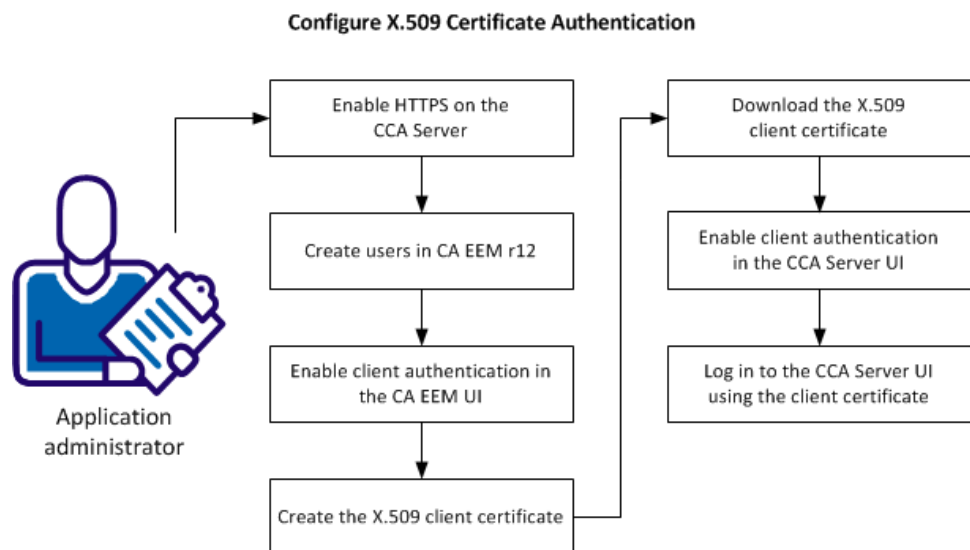 Configure X.509 Certificate Authentication
Enable HTTPS on the
CCA Server
Create users in CA EEM r12
Enable client authentication in
the CA EEM UI
Create the X.509 client certificate
Download the X.509
client certificate
Enable client authentication
in the CCA Server UI
Log in to the CCA Server UI
using the client certificate
Application
administrator